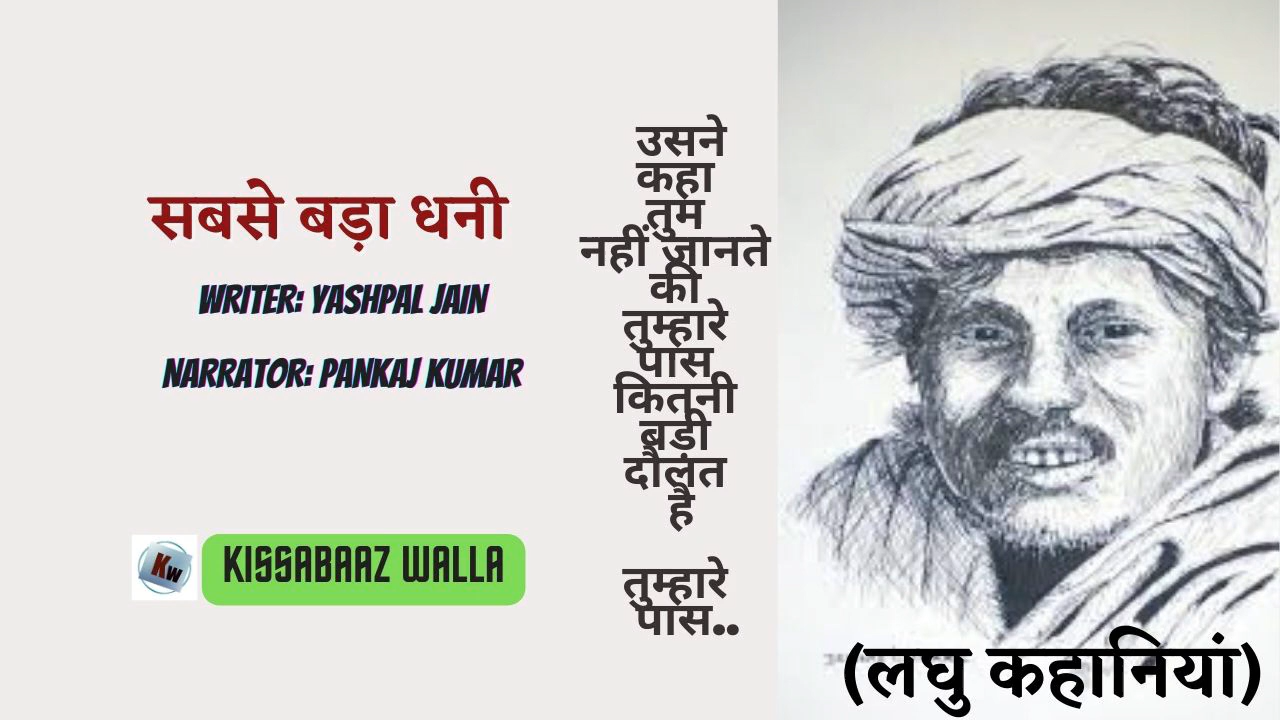 सबसे बड़ा धनी
WRITER: YASHPAL JAIN
NARRATOR: PANKAJ KUMAR
Kw
KISSABAAZ WALLA
उसने
कहा
तुम
नहीं जानते
की
तुम्हारे
पास
कितनी
बड़ी
दौलत
है
तुम्हारे
पास..
(लघु कहानियां)